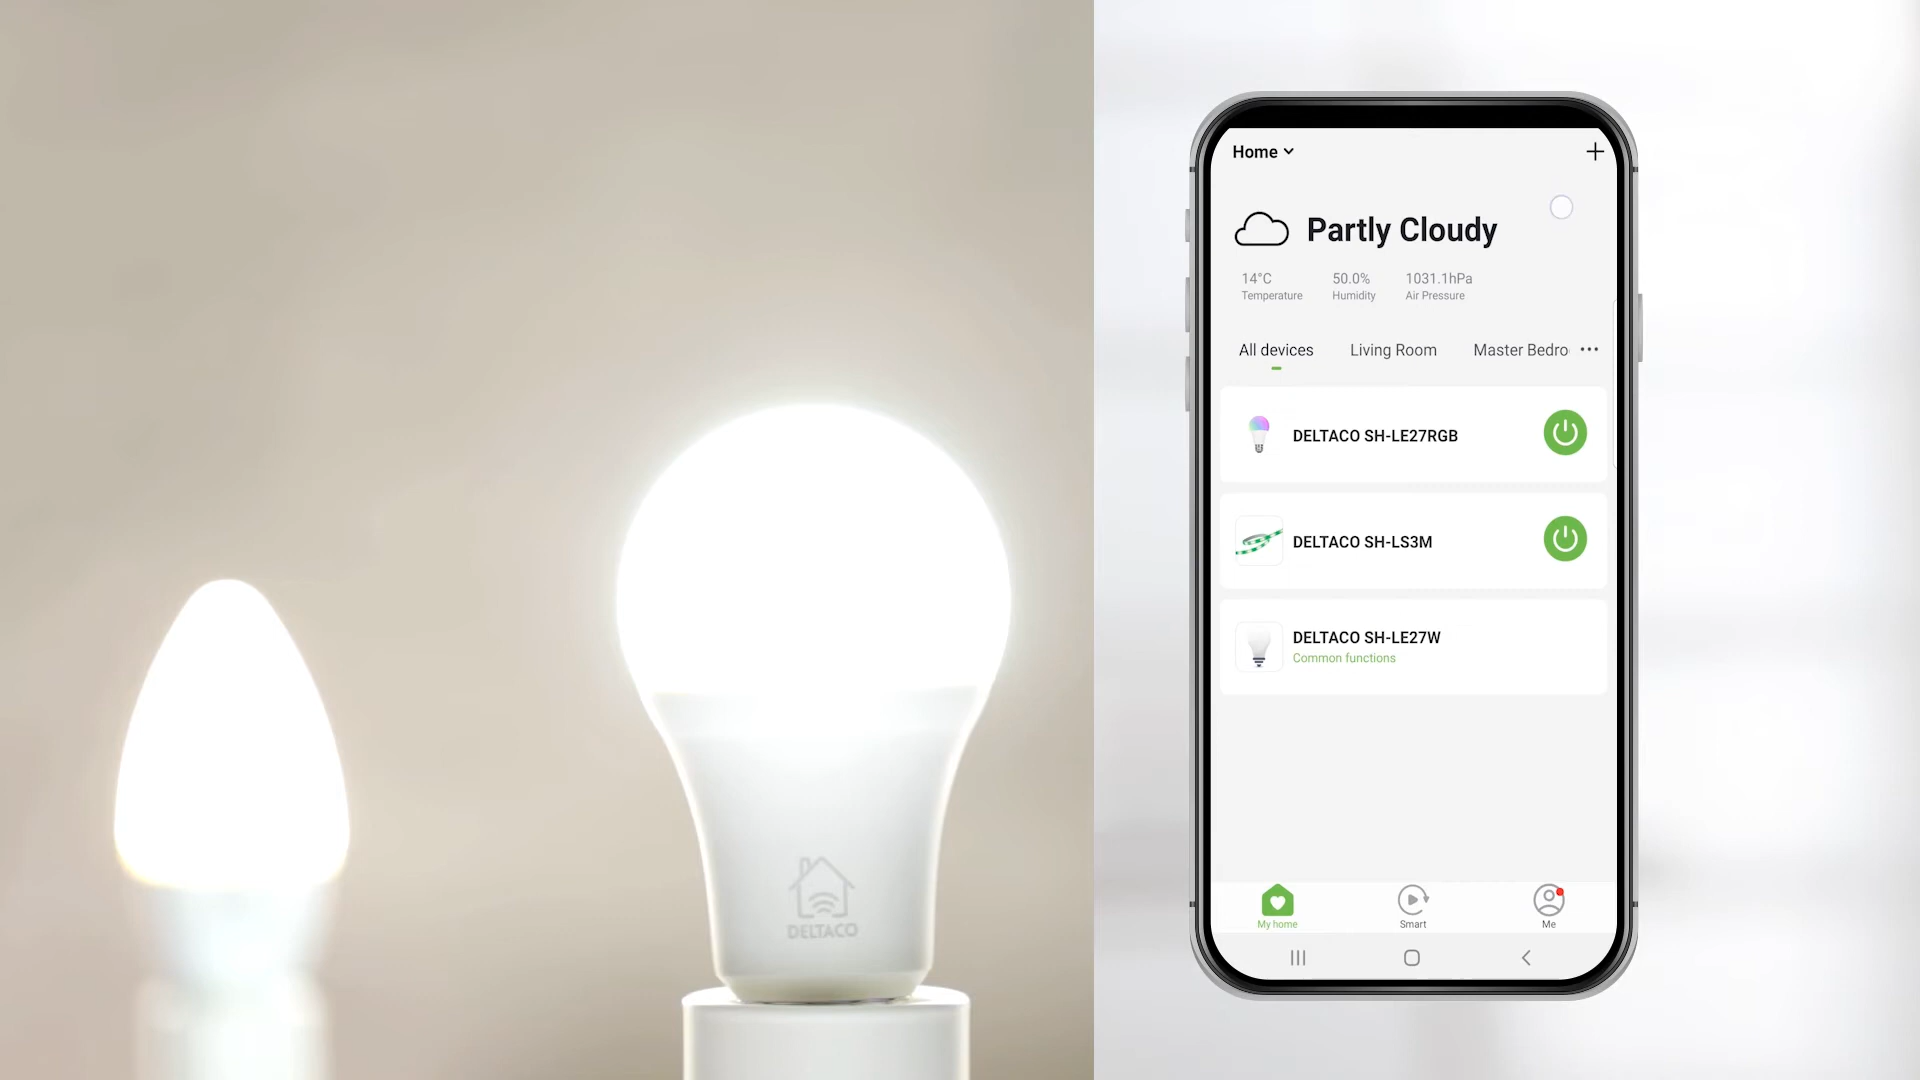 DELTACO
Home
Partly Cloudy
14°C 50.0% 1031.1hPa
Temperature Humidity Air Pressure
All devices Living Room Master Bedro
DELTACO SH-LE27RGB
DELTACO SH-LS3M
DELTACO SH-LE27W
Common functions
My home Smart Me